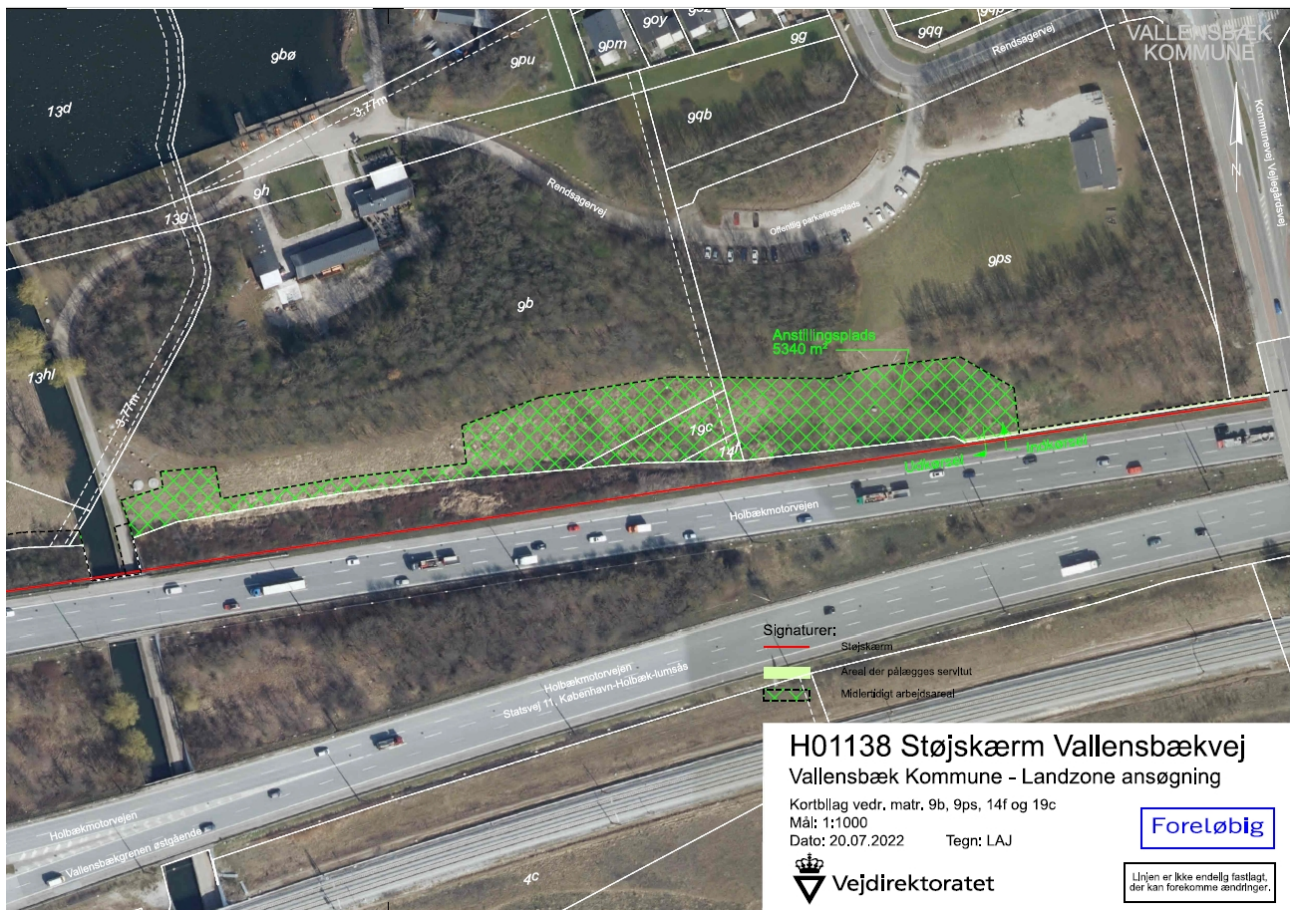 VALLENSBÆK
KOMMUNE
9bø
13d
3.77m
9pu
9pm
9oy
9g
9qq
Rendsagervej
9qb
Kommunevej Vejlegårdsvej
N
9h
13g
Rendsagervej
Offentlig parkeringsplads
9ps
9b
Anstillingsplads
5340 m²
13hl
3.77m
19c
14f
Holbækmotorvejen
Holbækmotorvejen
Statsvej 11. København-Holbæk-lumsås
Holbækmotorvejen
Vallensbækgrenen østgående
4c
Signaturer:
Støjskærm
Areal der pålægges servitut
Midlertidigt arbejdsareal
H01138 Støjskærm Vallensbækvej
Vallensbæk Kommune - Landzone ansøgning
Kortbilag vedr. matr. 9b, 9ps, 14f og 19c
Mål: 1:1000
Dato: 20.07.2022 Tegn: LAJ
Foreløbig
Vejdirektoratet
Linjen er ikke endelig fastlagt,
der kan forekomme ændringer.